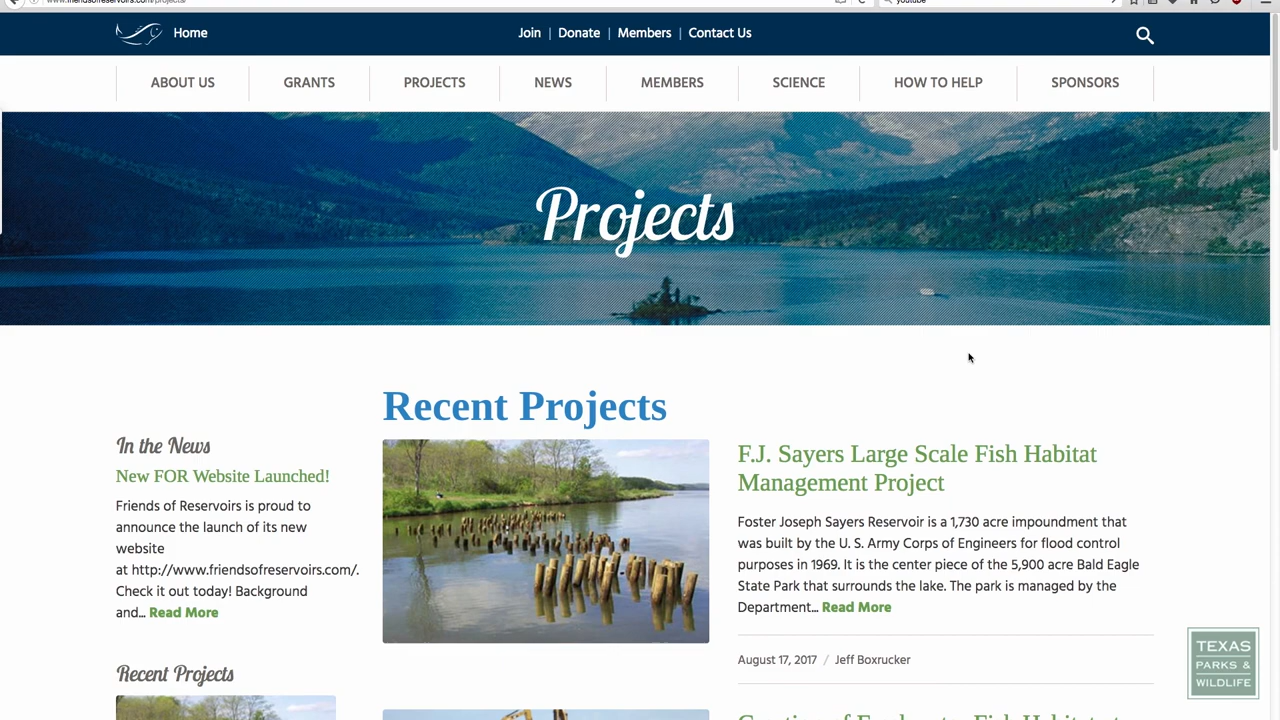 www.friendsofreservoirs.com/projects/
youtube
Home
Join | Donate | Members | Contact Us
ABOUT US
GRANTS
PROJECTS
NEWS
MEMBERS
SCIENCE
HOW TO HELP
SPONSORS
Projects
Recent Projects
In the News
New FOR Website Launched!
Friends of Reservoirs is proud to
announce the launch of its new
website
at http://www.friendsofreservoirs.com/.
Check it out today! Background
and... Read More
Recent Projects
F.J. Sayers Large Scale Fish Habitat
Management Project
Foster Joseph Sayers Reservoir is a 1,730 acre impoundment that
was built by the U. S. Army Corps of Engineers for flood control
purposes in 1969. It is the center piece of the 5,900 acre Bald Eagle
State Park that surrounds the lake. The park is managed by the
Department... Read More
August 17, 2017 / Jeff Boxrucker
TEXAS
PARKS &
WILDLIFE